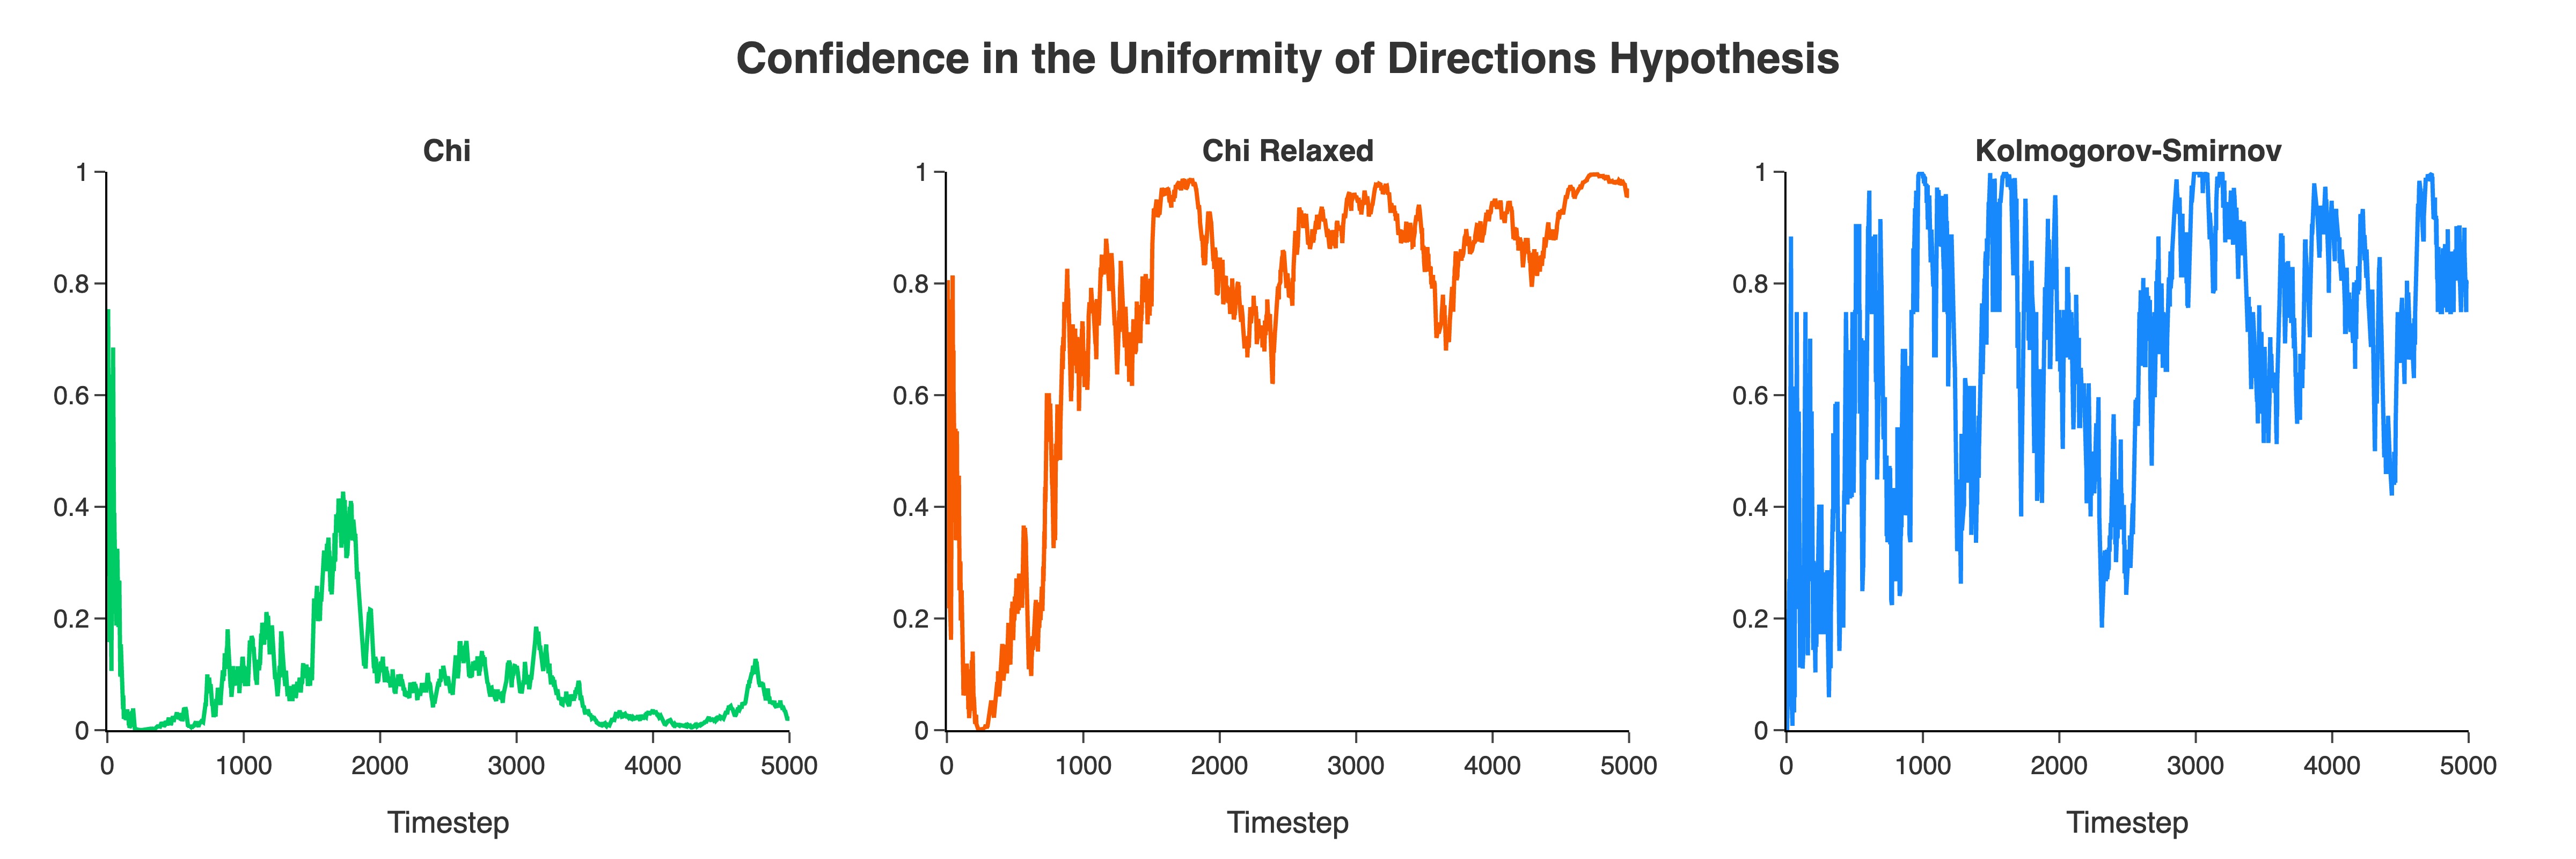 Confidence in the Uniformity of Directions Hypothesis
Chi
1
0.8
0.6
0.4
0.2
0
0 1000 2000 3000 4000 5000
Timestep
Chi Relaxed
1
0.8
0.6
0.4
0.2
0
0 1000 2000 3000 4000 5000
Timestep
Kolmogorov-Smirnov
1
0.8
0.6
0.4
0.2
0
0 1000 2000 3000 4000 5000
Timestep